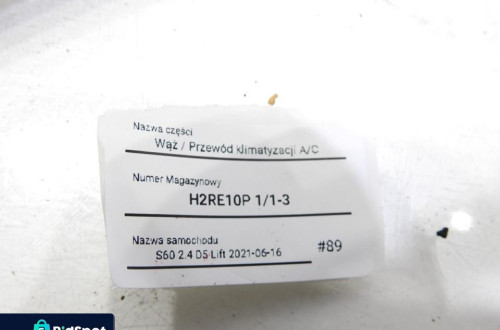 Nazwa części
Wąż / Przewód klimatyzacji A/C
Numer Magazynowy
H2RE10P 1/1-3
Nazwa samochodu
S60 2.4 D5 Lift 2021-06-16 #89
BidSpot